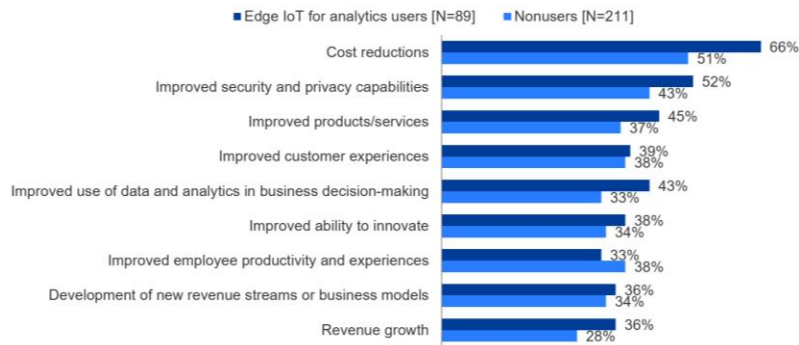 Edge IoT for analytics users [N=89] Nonusers [N=211]
Cost reductions 66%
51%
Improved security and privacy capabilities 52%
43%
Improved products/services 45%
37%
Improved customer experiences 39%
38%
Improved use of data and analytics in business decision-making 43%
33%
Improved ability to innovate 38%
34%
Improved employee productivity and experiences 33%
38%
Development of new revenue streams or business models 36%
34%
Revenue growth 36%
28%